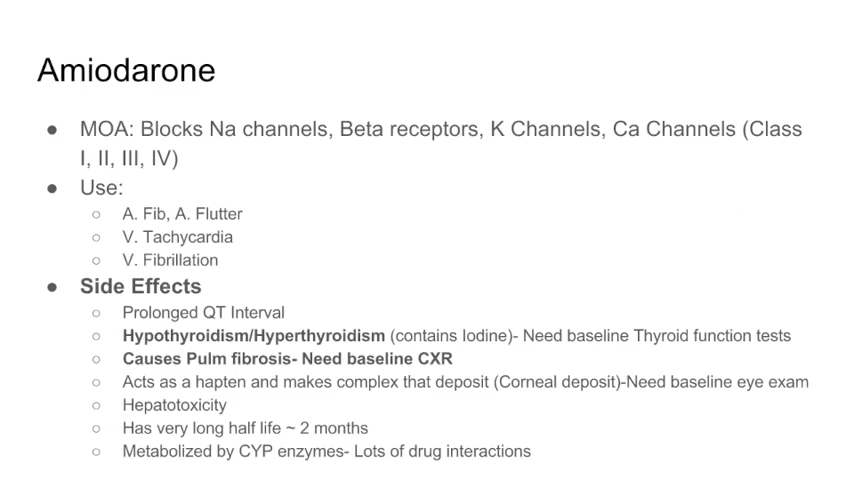 Amiodarone
● MOA: Blocks Na channels, Beta receptors, K Channels, Ca Channels (Class
I, II, III, IV)
● Use:
○ A. Fib, A. Flutter
○ V. Tachycardia
○ V. Fibrillation
● Side Effects
○ Prolonged QT Interval
○ Hypothyroidism/Hyperthyroidism (contains Iodine)- Need baseline Thyroid function tests
○ Causes Pulm fibrosis- Need baseline CXR
○ Acts as a hapten and makes complex that deposit (Corneal deposit)-Need baseline eye exam
○ Hepatotoxicity
○ Has very long half life ~ 2 months
○ Metabolized by CYP enzymes- Lots of drug interactions